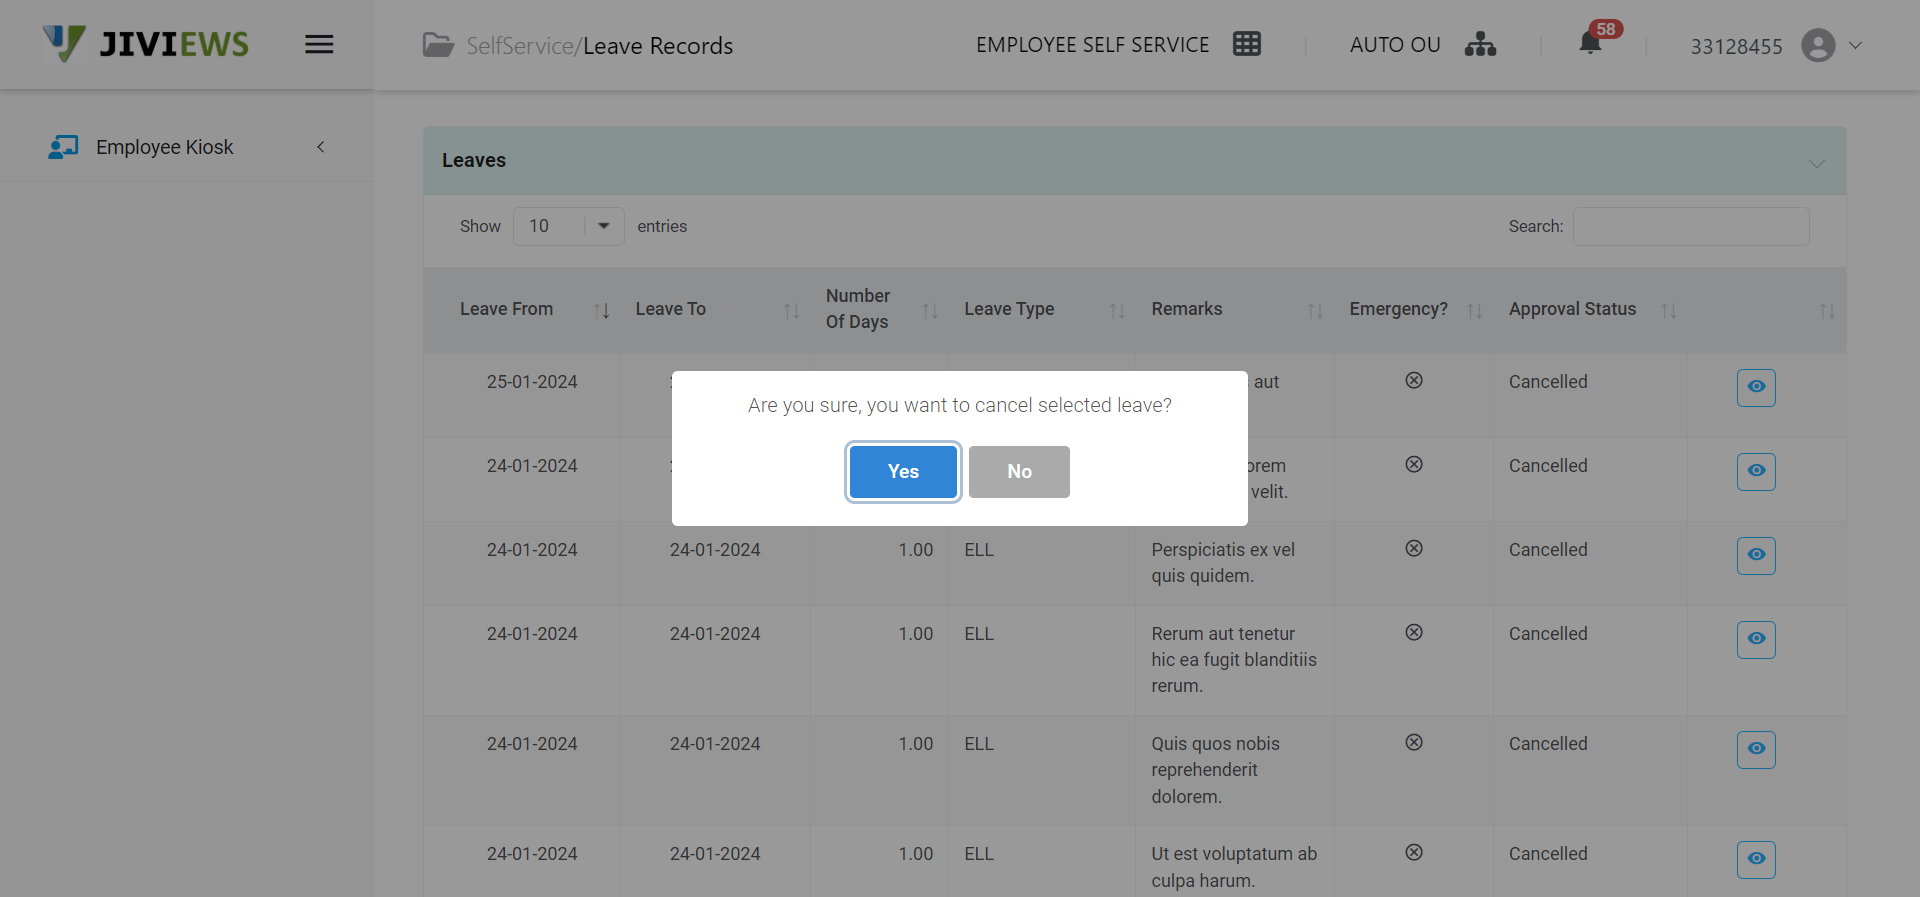 JIVIEWS
SelfService/Leave Records
EMPLOYEE SELF SERVICE
AUTO OU
58
33128455
Employee Kiosk
Leaves
Show 10 entries
Search:
Leave From
Leave To
Number
Of Days
Leave Type
Remarks
Emergency?
Approval Status
25-01-2024 aut Cancelled
Are you sure, you want to cancel selected leave?
Yes
No
24-01-2024 Cancelled
velit.
24-01-2024 24-01-2024 1.00 ELL Perspiciatis ex vel Cancelled
quis quidem.
24-01-2024 24-01-2024 1.00 ELL Rerum aut tenetur Cancelled
hic ea fugit blanditiis
rerum.
24-01-2024 24-01-2024 1.00 ELL Quis quos nobis Cancelled
reprehenderit
dolorem.
24-01-2024 24-01-2024 1.00 ELL Ut est voluptatum ab Cancelled
culpa harum.